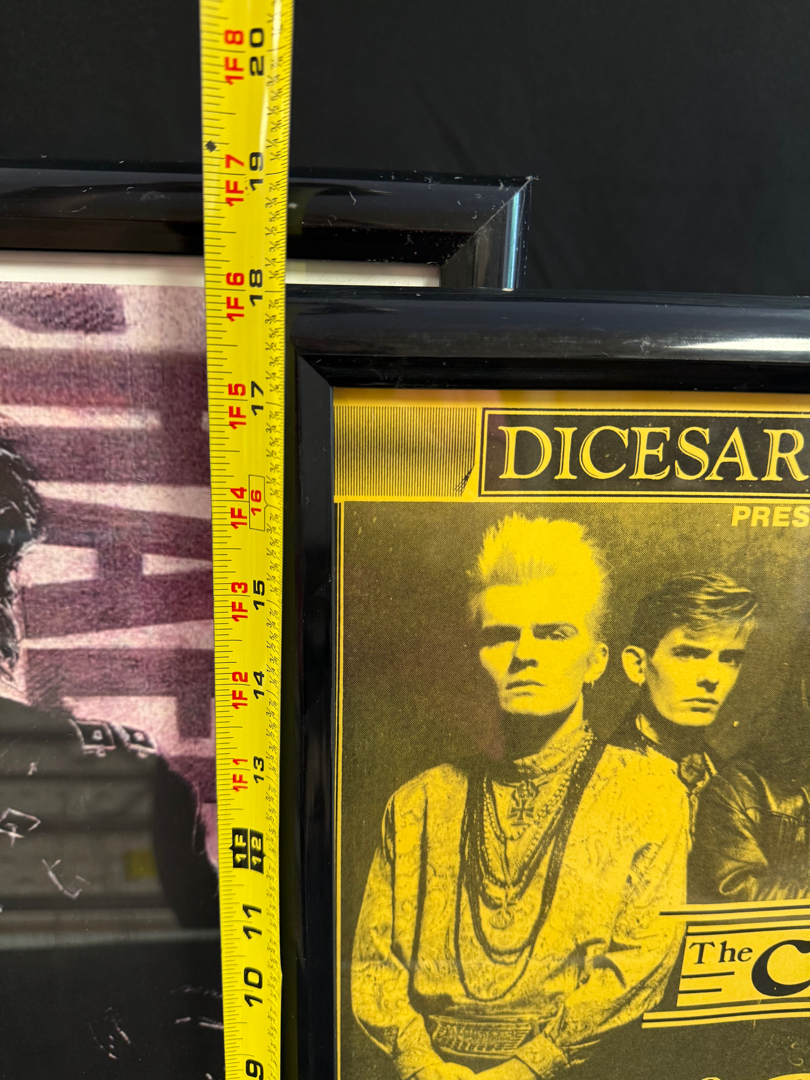 1F8 20
1F7 19
1F6 18
1F5 17
1F4 16
1F3 15
1F2 14
1F1 13
1F 12
11
10
9
DICESAR
PRES
The C